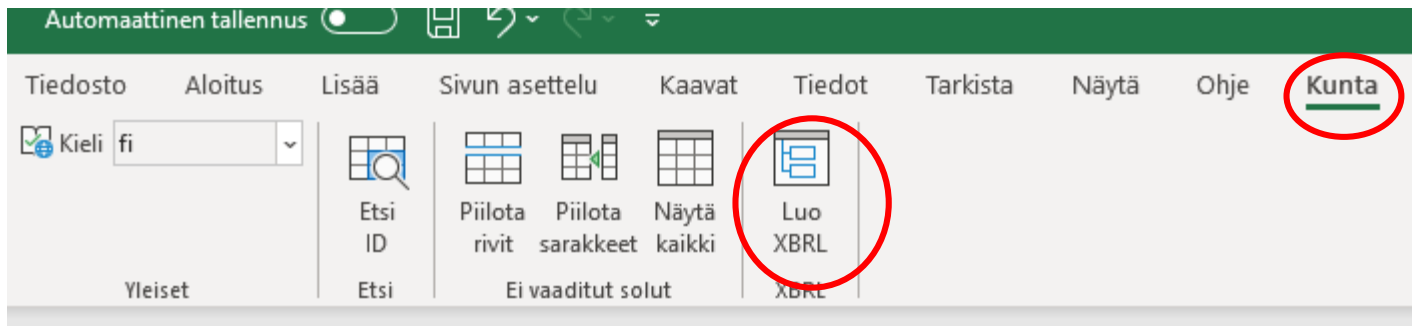 Automaattinen tallennus
Tiedosto Aloitus Lisää Sivun asettelu Kaavat Tiedot Tarkista Näytä Ohje Kunta
Kieli fi
Etsi ID
Piilota rivit
Piilota sarakkeet
Näytä kaikki
Luo XBRL
Yleiset Etsi Ei vaaditut solut XBRL